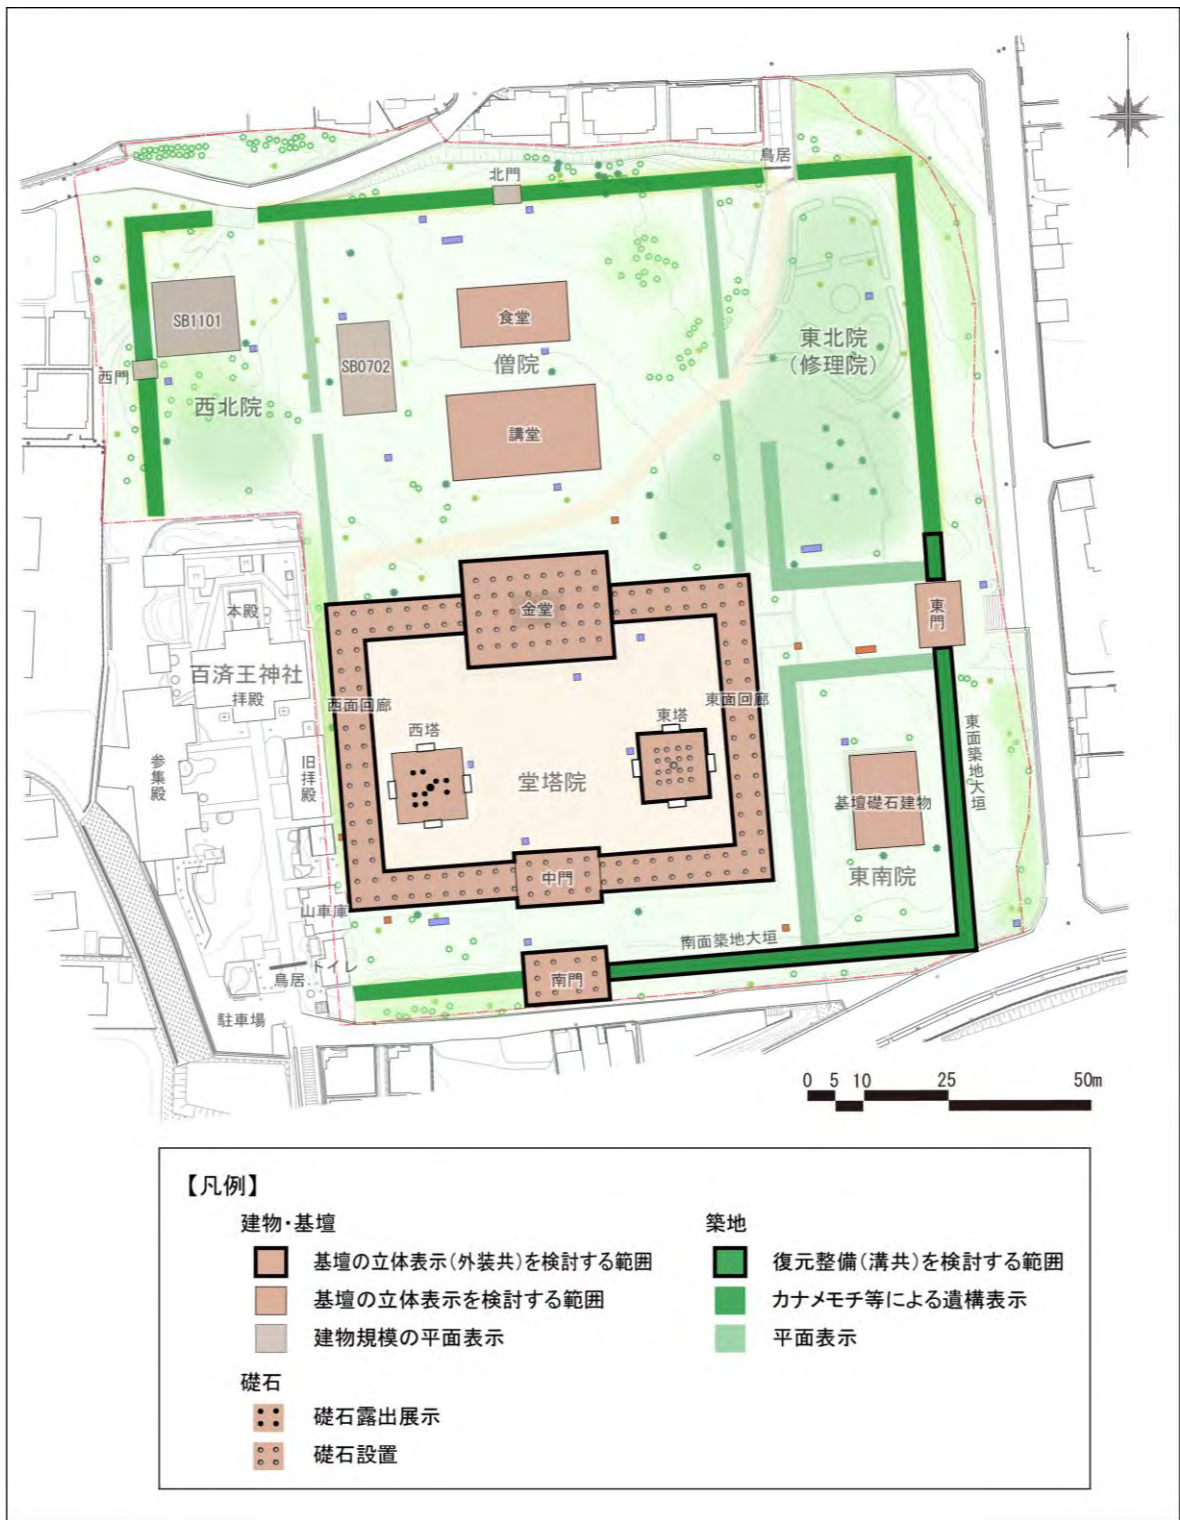 鳥居
北門
SB1101
食堂
東北院
(修理院)
西門
SB0702
僧院
西北院
講堂
金堂
東門
本殿
百済王神社
拝殿
西面回廊
東面回廊
西塔
東塔
参集殿
旧拝殿
堂塔院
東面築地大垣
基壇礎石建物
中門
東南院
山車庫
南面築地大垣
鳥居
トイレ
南門
駐車場
0 5 10 25 50m
【凡例】
建物・基壇
基壇の立体表示(外装共)を検討する範囲
基壇の立体表示を検討する範囲
建物規模の平面表示
礎石
礎石露出展示
礎石設置
築地
復元整備(溝共)を検討する範囲
カナメモチ等による遺構表示
平面表示